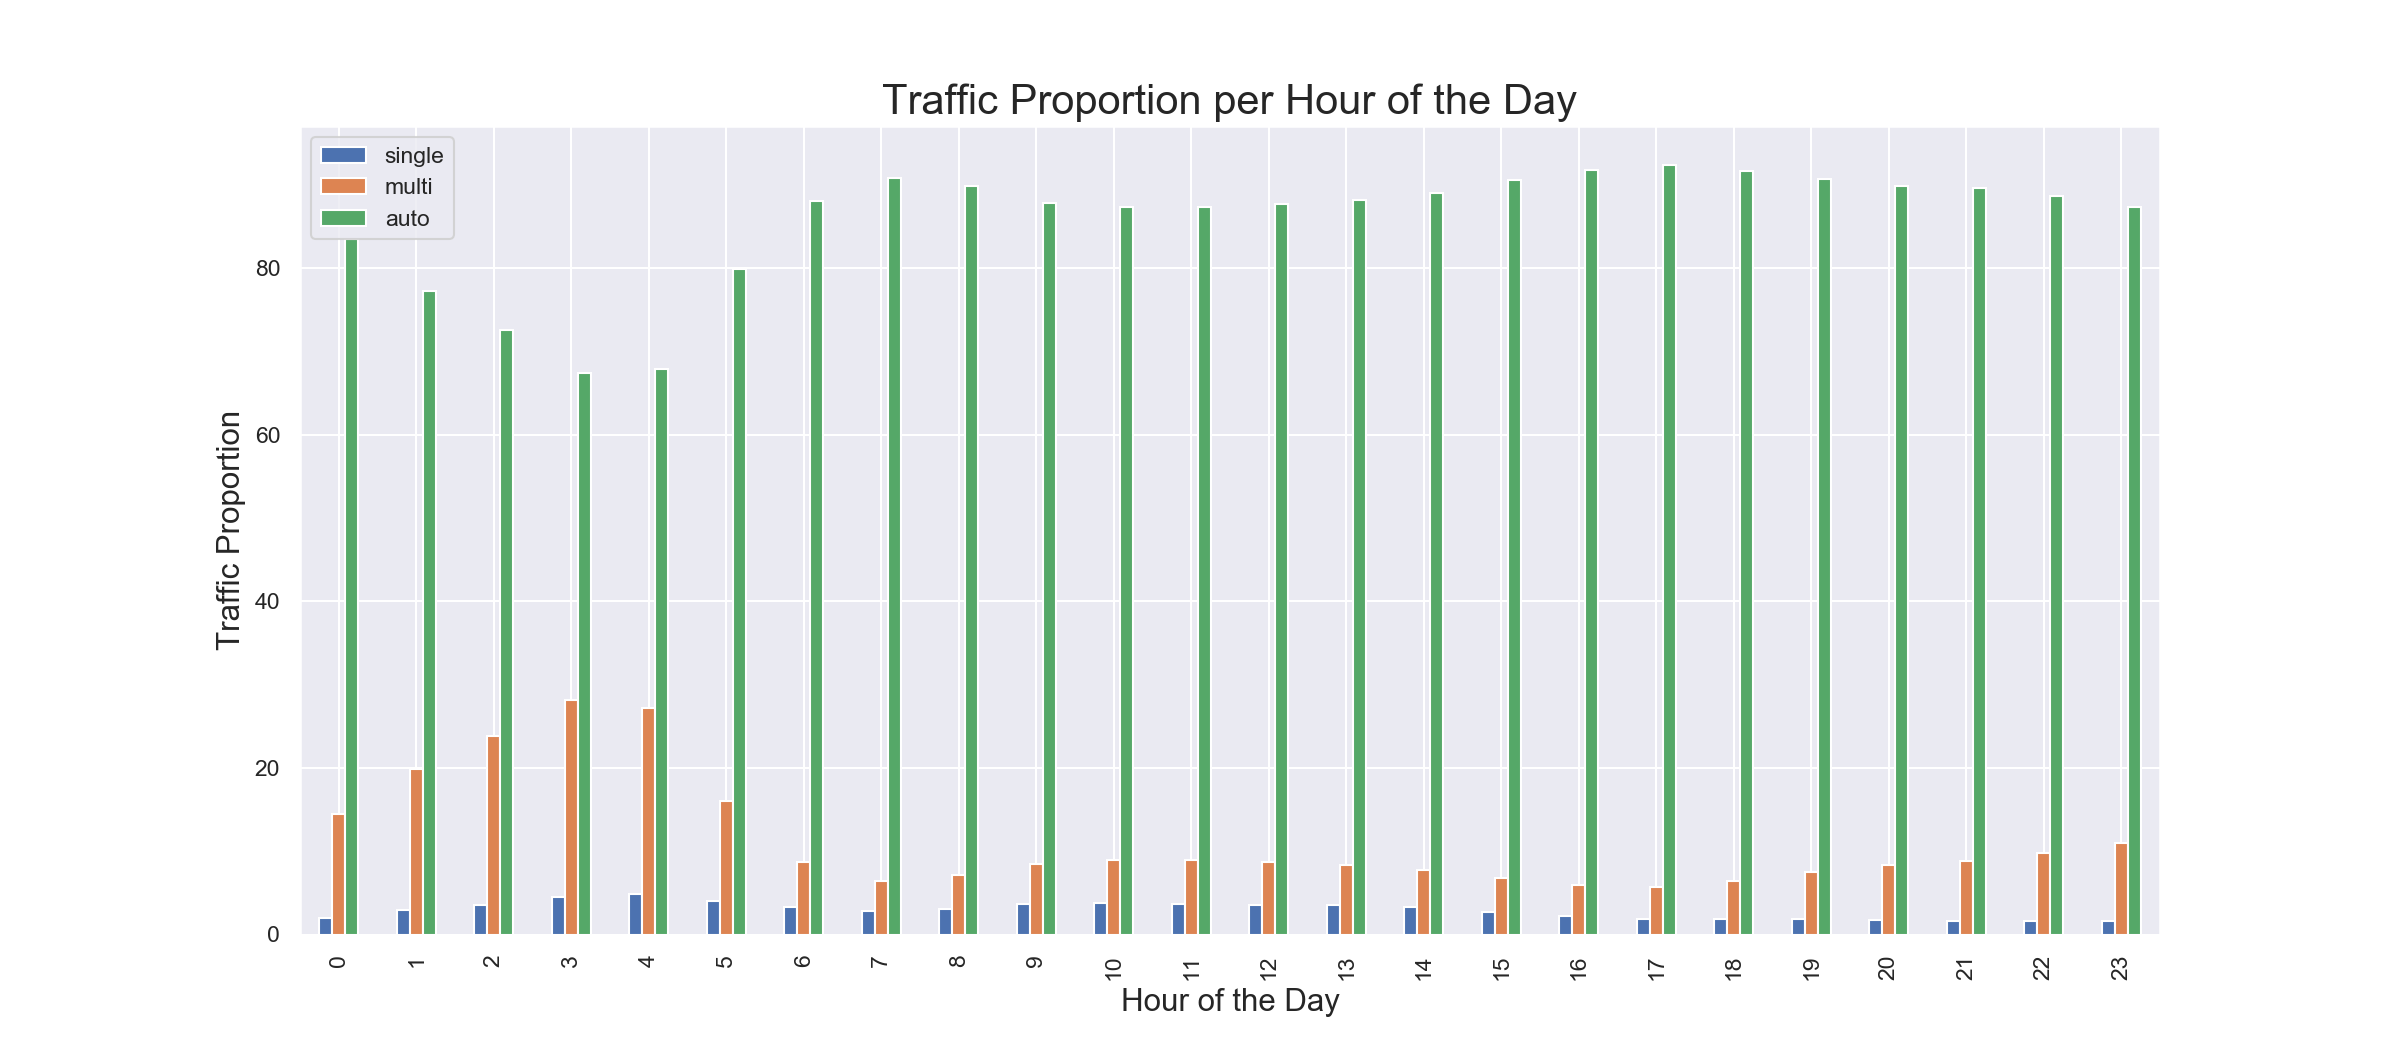 Traffic Proportion per Hour of the Day
single
multi
auto
80
60
40
20
0
Traffic Proportion
0 1 2 3 4 5 6 7 8 9 10 11 12 13 14 15 16 17 18 19 20 21 22 23
Hour of the Day